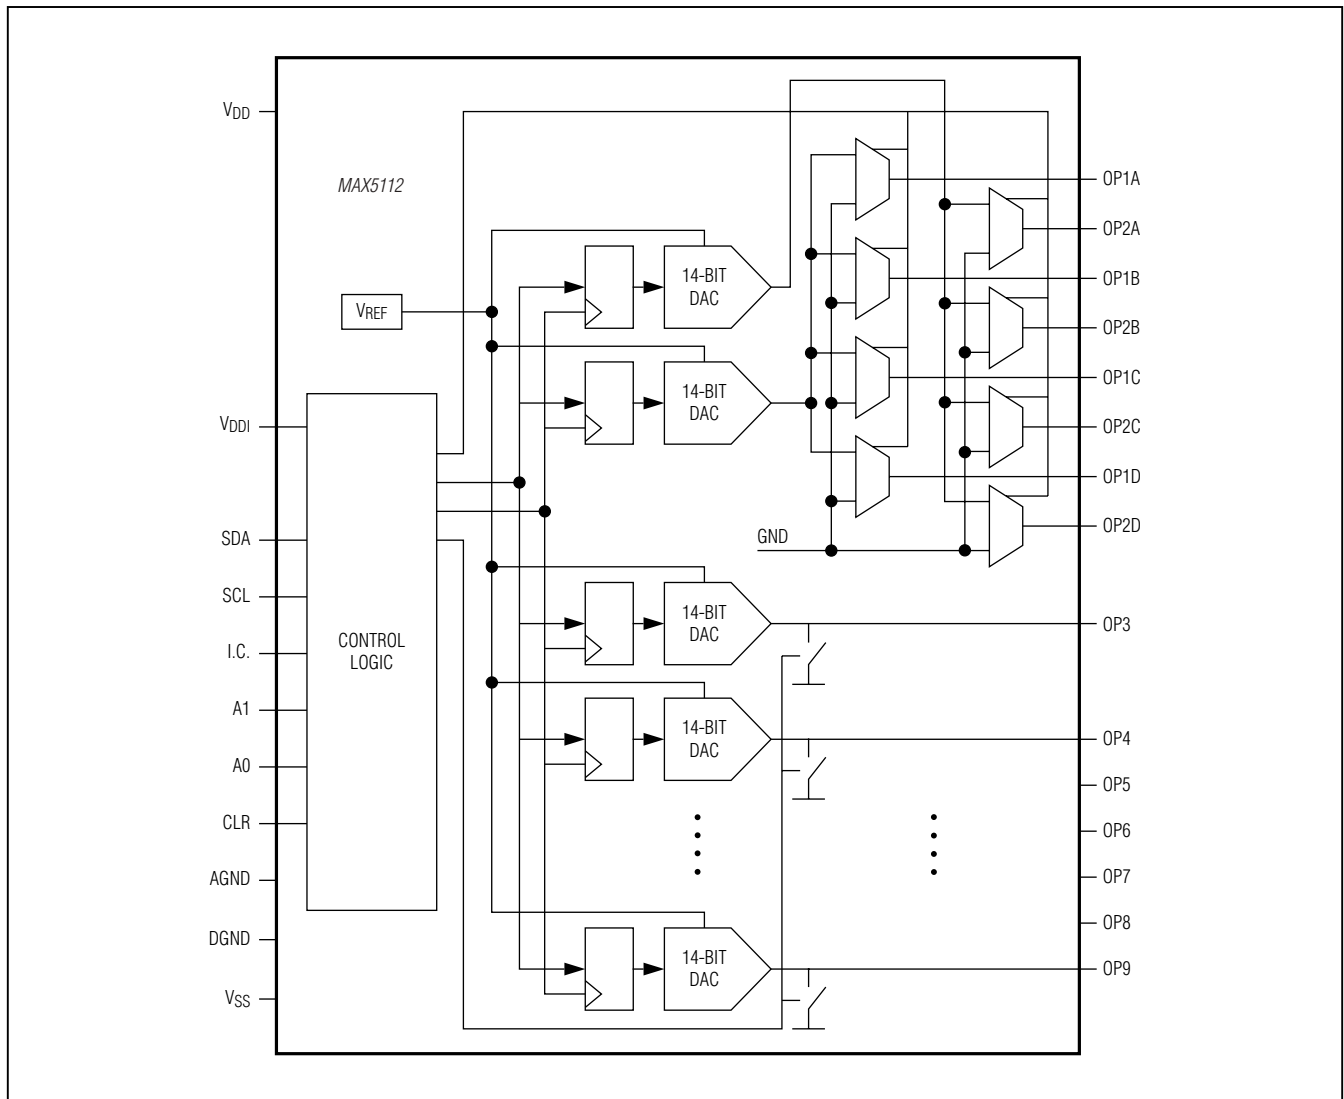 VDD
MAX5112
OP1A
OP2A
14-BIT
DAC
OP1B
VREF
OP2B
14-BIT
DAC
OP1C
VDDI
OP2C
OP1D
SDA
GND
OP2D
SCL
14-BIT
DAC
OP3
CONTROL
LOGIC
I.C.
A1
14-BIT
DAC
OP4
A0
OP5
CLR
OP6
AGND
OP7
DGND
OP8
14-BIT
DAC
OP9
VSS